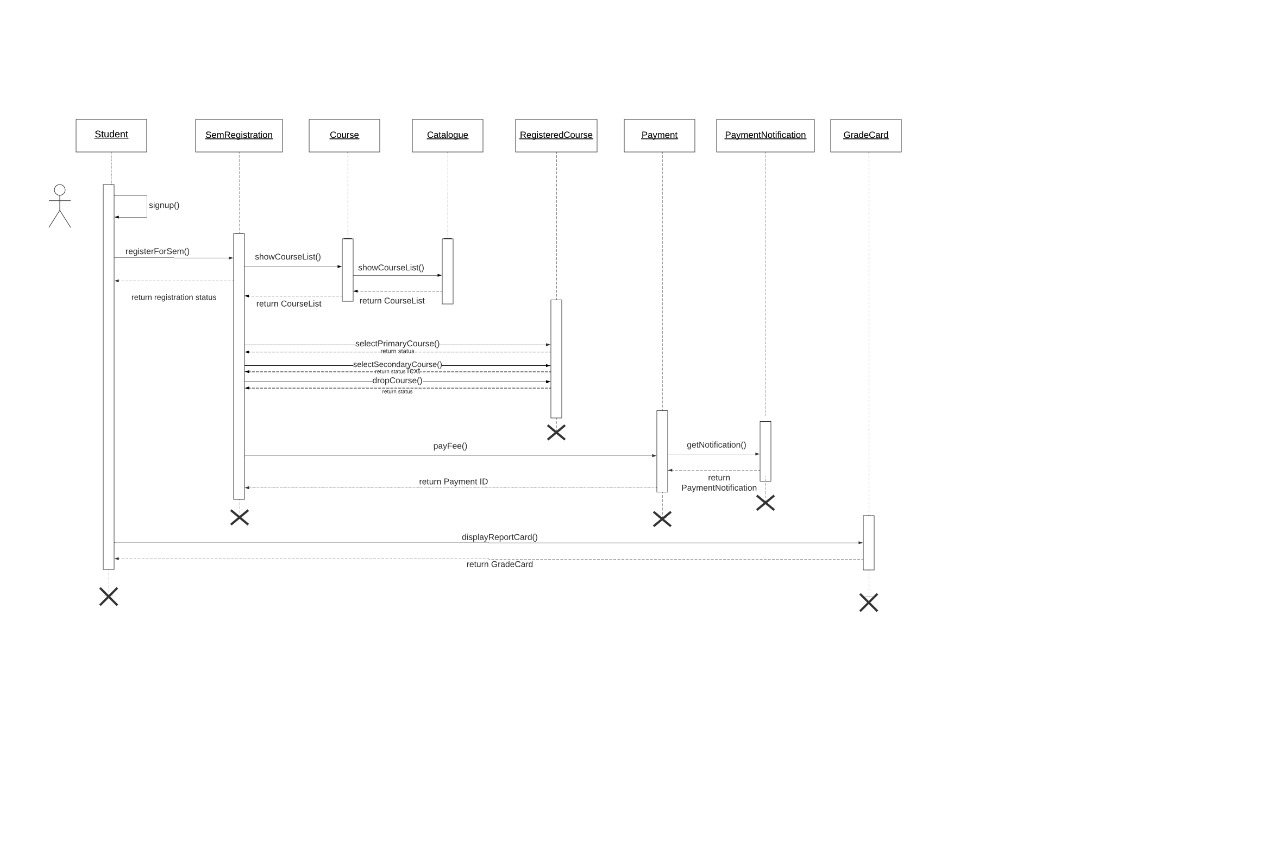 Student
SemRegistration
Course
Catalogue
RegisteredCourse
Payment
PaymentNotification
GradeCard
signup()
registerForSem()
showCourseList()
showCourseList()
return registration status
return CourseList
return CourseList
selectPrimaryCourse()
return status
selectSecondaryCourse()
return status
Text
dropCourse()
return status
payFee()
getNotification()
return
PaymentNotification
return Payment ID
displayReportCard()
return GradeCard